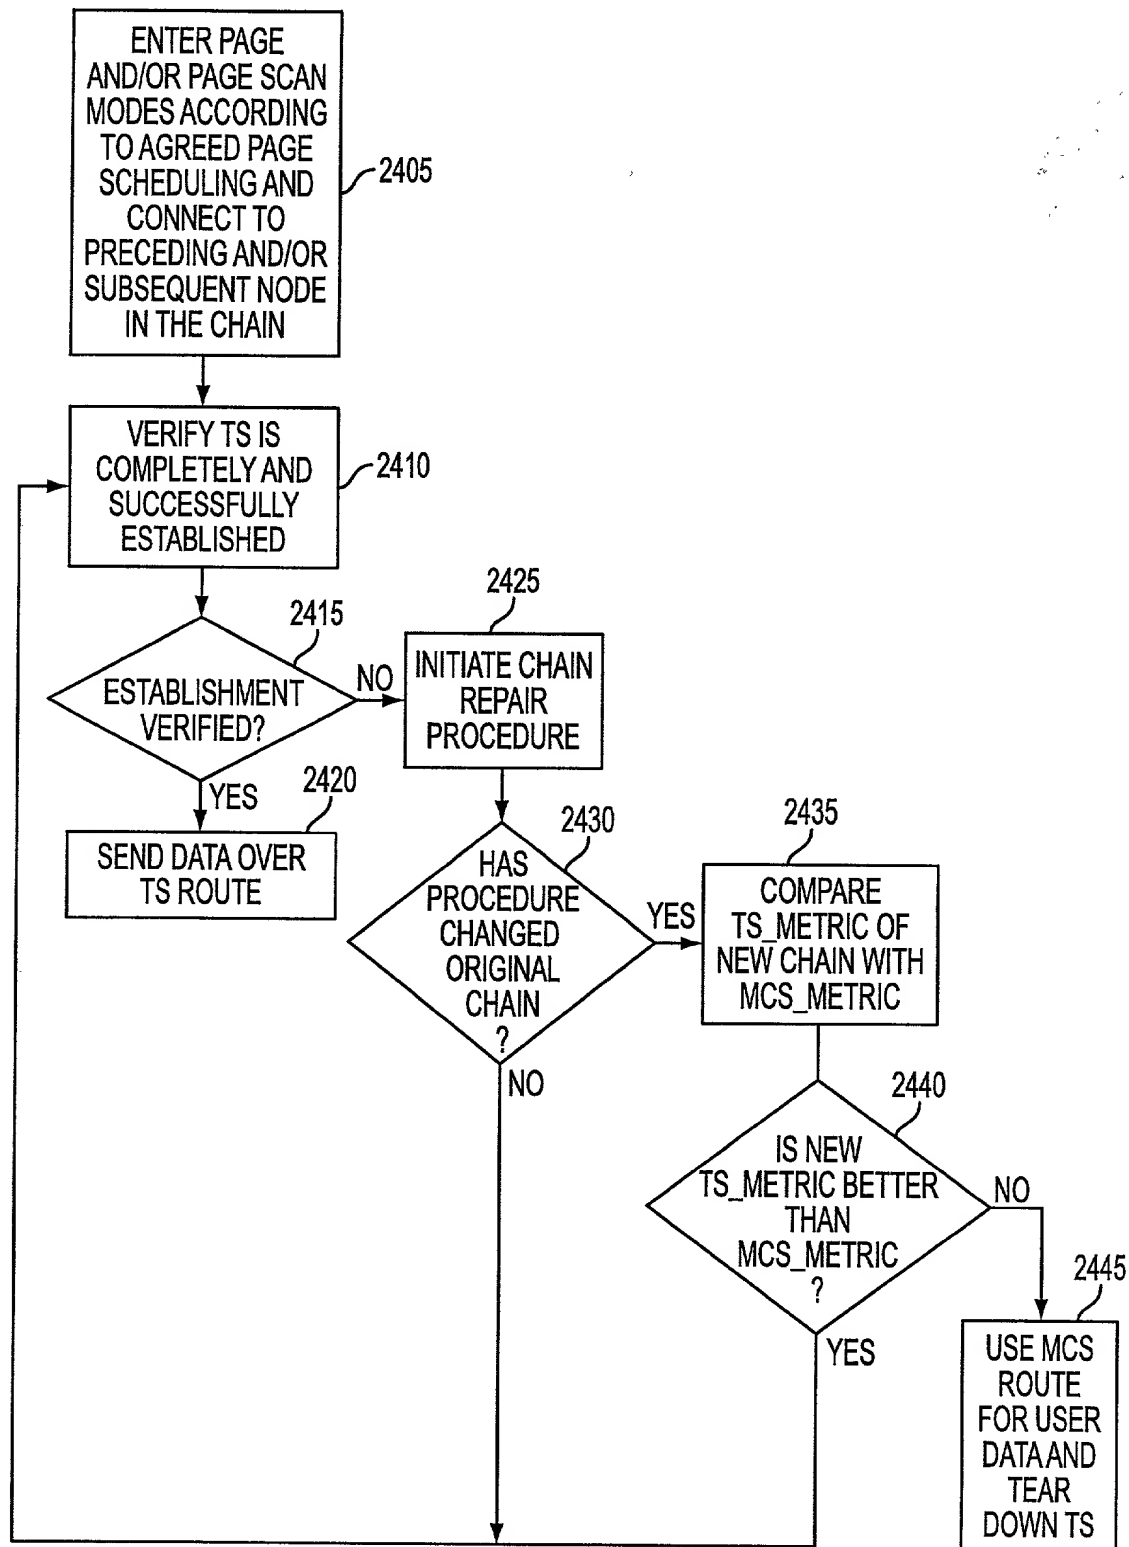 ENTER PAGE
AND/OR PAGE SCAN
MODES ACCORDING
TO AGREED PAGE
SCHEDULING AND
CONNECT TO
PRECEDING AND/OR
SUBSEQUENT NODE
IN THE CHAIN
2405
VERIFY TS IS
COMPLETELY AND
SUCCESSFULLY
ESTABLISHED
2410
2415
ESTABLISHMENT
VERIFIED?
NO
YES
2420
SEND DATA OVER
TS ROUTE
2425
INITIATE CHAIN
REPAIR
PROCEDURE
2430
HAS
PROCEDURE
CHANGED
ORIGINAL
CHAIN
?
YES
NO
2435
COMPARE
TS_METRIC OF
NEW CHAIN WITH
MCS_METRIC
2440
IS NEW
TS_METRIC BETTER
THAN
MCS_METRIC
?
NO
YES
2445
USE MCS
ROUTE
FOR USER
DATA AND
TEAR
DOWN TS